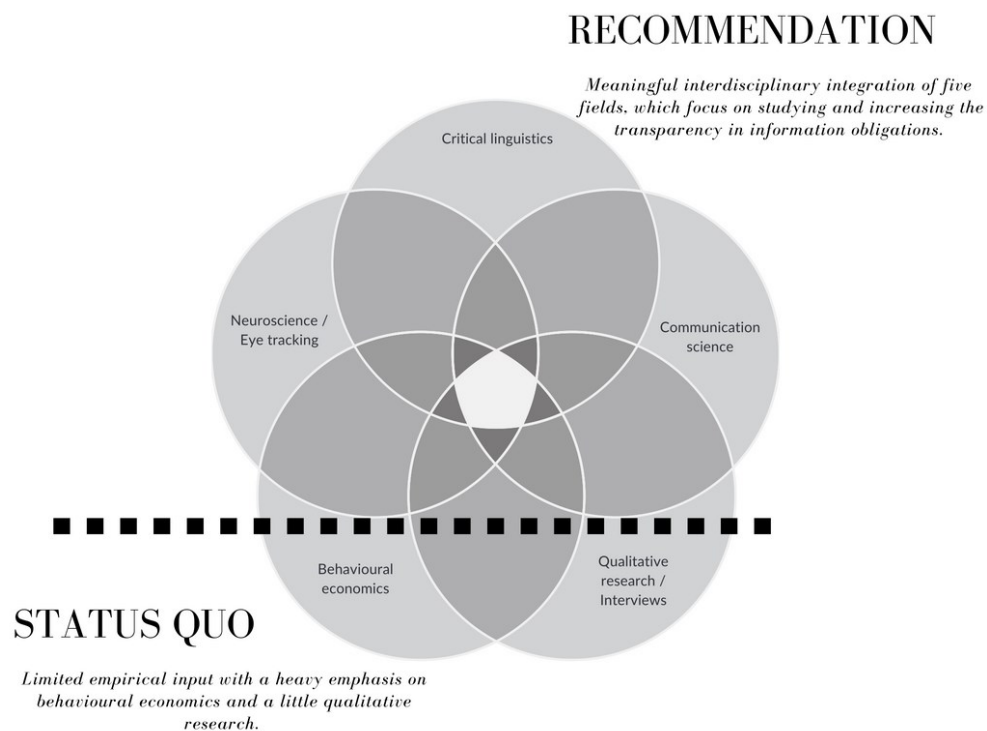 RECOMMENDATION
Meaningful interdisciplinary integration of five
fields, which focus on studying and increasing the
transparency in information obligations.
Critical linguistics
Neuroscience /
Eye tracking
Communication
science
Behavioural
economics
Qualitative
research /
Interviews
STATUS QUO
Limited empirical input with a heavy emphasis on
behavioural economics and a little qualitative
research.